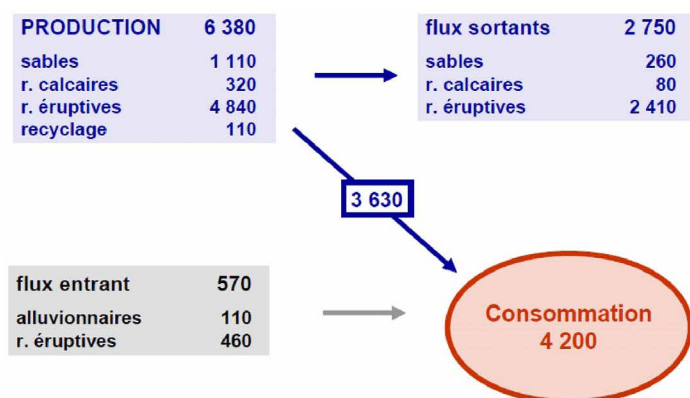 PRODUCTION 6 380
sables 1 110
r. calcaires 320
r. éruptives 4 840
recyclage 110
flux sortants 2 750
sables 260
r. calcaires 80
r. éruptives 2 410
3 630
flux entrant 570
alluvionnaires 110
r. éruptives 460
Consommation
4 200